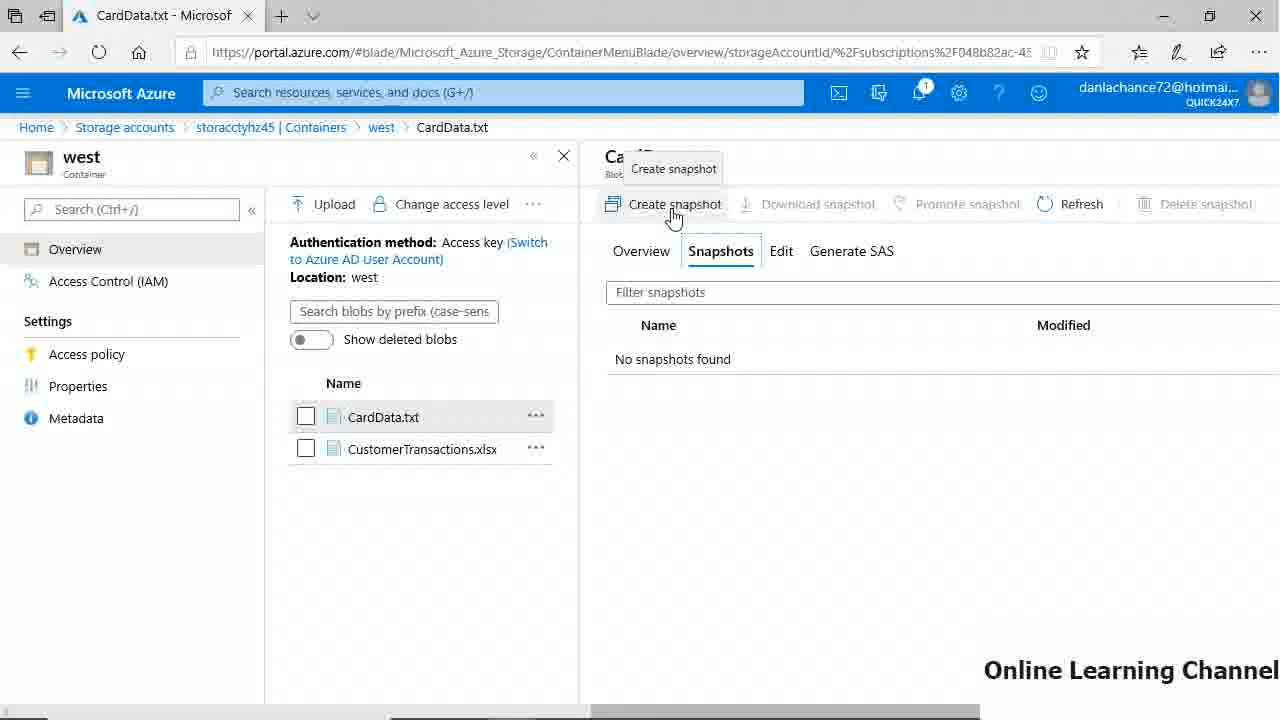 CardData.txt - Microsof
https://portal.azure.com/#blade/Microsoft_Azure_Storage/ContainerMenuBlade/overview/storageAccountId/%2Fsubscriptions%2F048b82ac-45
Microsoft Azure
Search resources, services, and docs (G+/)
1
danlachance72@hotmai...
QUICK24X7
Home > Storage accounts > storacctyhz45 | Containers > west > CardData.txt
west
Container
Create snapshot
Search (Ctrl+/)
Upload
Change access level
Create snapshot
Download snapshot
Promote snapshot
Refresh
Delete snapshot
Overview
Access Control (IAM)
Settings
Access policy
Properties
Metadata
Authentication method: Access key (Switch
to Azure AD User Account)
Location: west
Search blobs by prefix (case-sens
Show deleted blobs
Name
CardData.txt
CustomerTransactions.xlsx
Overview Snapshots Edit Generate SAS
Filter snapshots
Name Modified
No snapshots found
Online Learning Channel